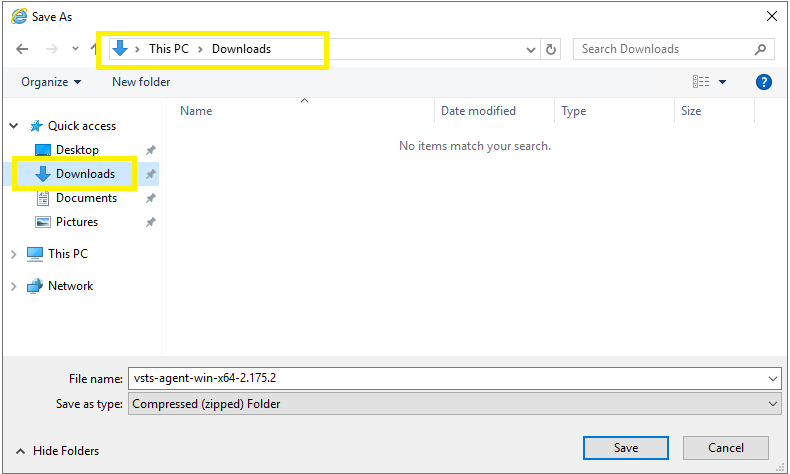 Save As
This PC > Downloads
Search Downloads
Organize
New folder
?
Name
Date modified
Type
Size
No items match your search.
Quick access
Desktop
Downloads
Documents
Pictures
This PC
Network
File name: vsts-agent-win-x64-2.175.2
Save as type: Compressed (zipped) Folder
Hide Folders
Save
Cancel